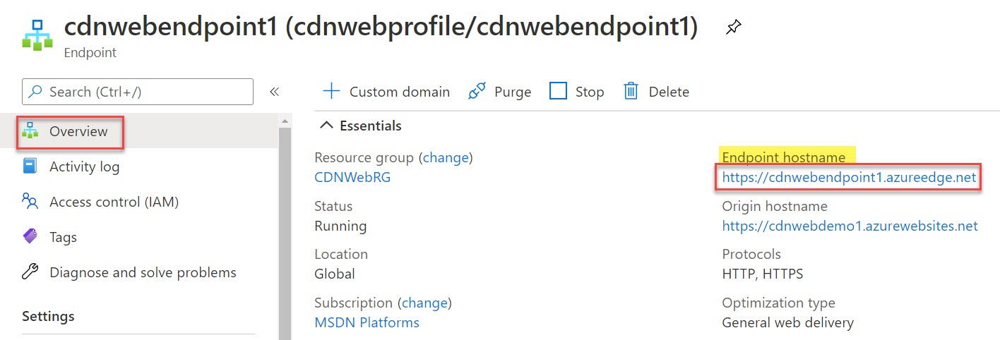 cdnwebendpoint1 (cdnwebprofile/cdnwebendpoint1)
Endpoint
Search (Ctrl+/)
Overview
Activity log
Access control (IAM)
Tags
Diagnose and solve problems
Settings
Custom domain
Purge
Stop
Delete
Essentials
Resource group (change)
CDNWebRG
Status
Running
Location
Global
Subscription (change)
MSDN Platforms
Endpoint hostname
https://cdnwebendpoint1.azureedge.net
Origin hostname
https://cdnwebdemo1.azurewebsites.net
Protocols
HTTP, HTTPS
Optimization type
General web delivery